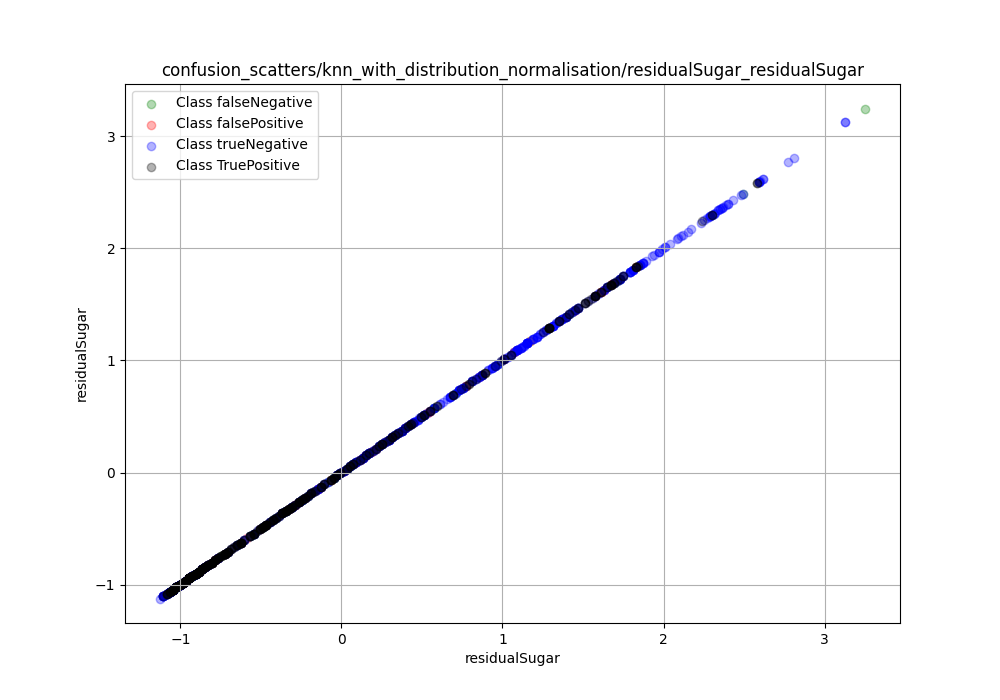 confusion_scatters/knn_with_distribution_normalisation/residualSugar_residualSugar
Class falseNegative
Class falsePositive
Class trueNegative
Class TruePositive
3
2
1
0
−1
residualSugar
−1 0 1 2 3
residualSugar